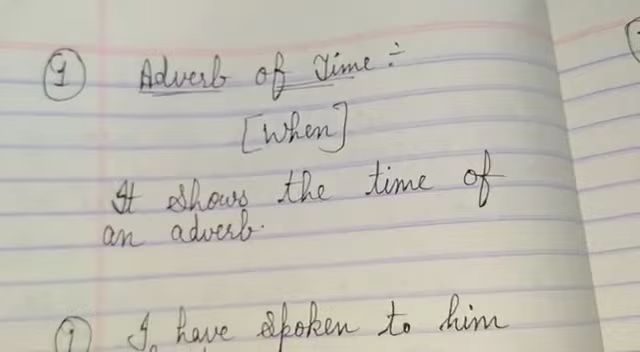 ① Adverb of Time ÷
[When]
It shows the time of
an adverb.
① I have spoken to him